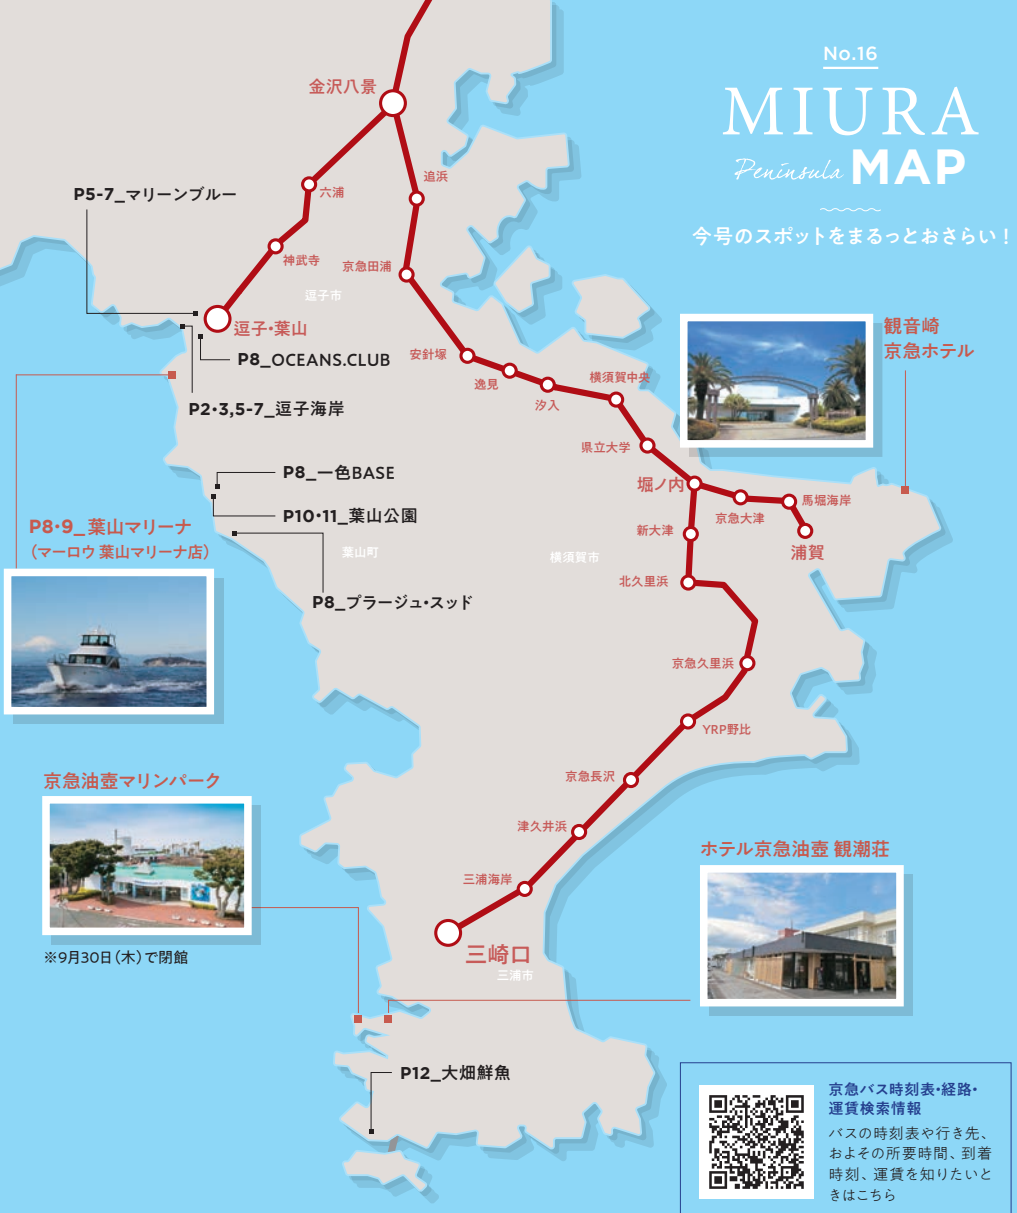 No.16
MIURA
Peninsula MAP
今号のスポットをまるっとおさらい！
金沢八景
追浜
六浦
P5-7_マリーンブルー
神武寺
京急田浦
逗子市
逗子・葉山
P8_OCEANS.CLUB
P2・3,5-7_逗子海岸
安針塚
逸見
汐入
横須賀中央
観音崎
京急ホテル
県立大学
堀ノ内
京急大津
馬堀海岸
浦賀
新大津
北久里浜
横須賀市
P8_一色BASE
P10・11_葉山公園
葉山町
P8_プラージュ・スッド
P8・9_葉山マリーナ
（マーロウ 葉山マリーナ店）
京急久里浜
YRP野比
京急長沢
津久井浜
三浦海岸
三崎口
三浦市
京急油壺マリンパーク
※9月30日（木）で閉館
ホテル京急油壺 観潮荘
P12_大畑鮮魚
京急バス時刻表・経路・
運賃検索情報
バスの時刻表や行き先、
およその所要時間、到着
時刻、運賃を知りたいと
きはこちら